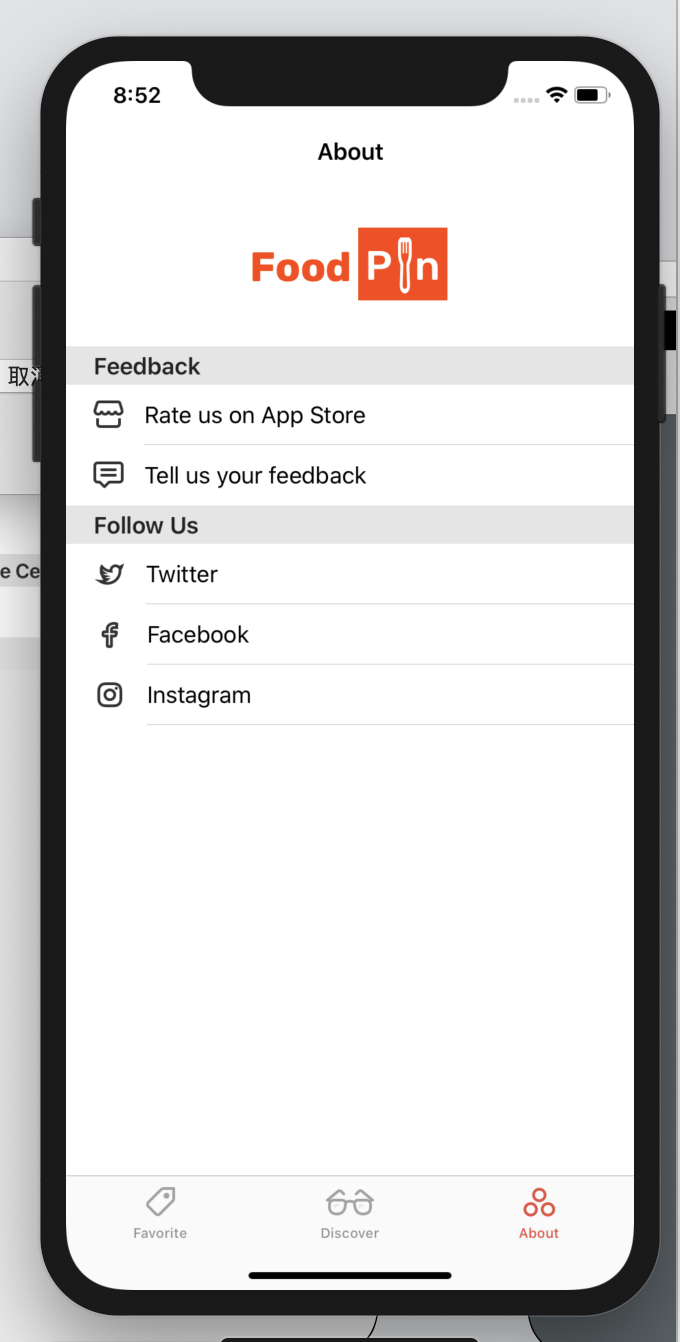 8:52
About
Food Pin
Feedback
取
Rate us on App Store
Tell us your feedback
Follow Us
e Ce
Twitter
Facebook
Instagram
Favorite
Discover
About